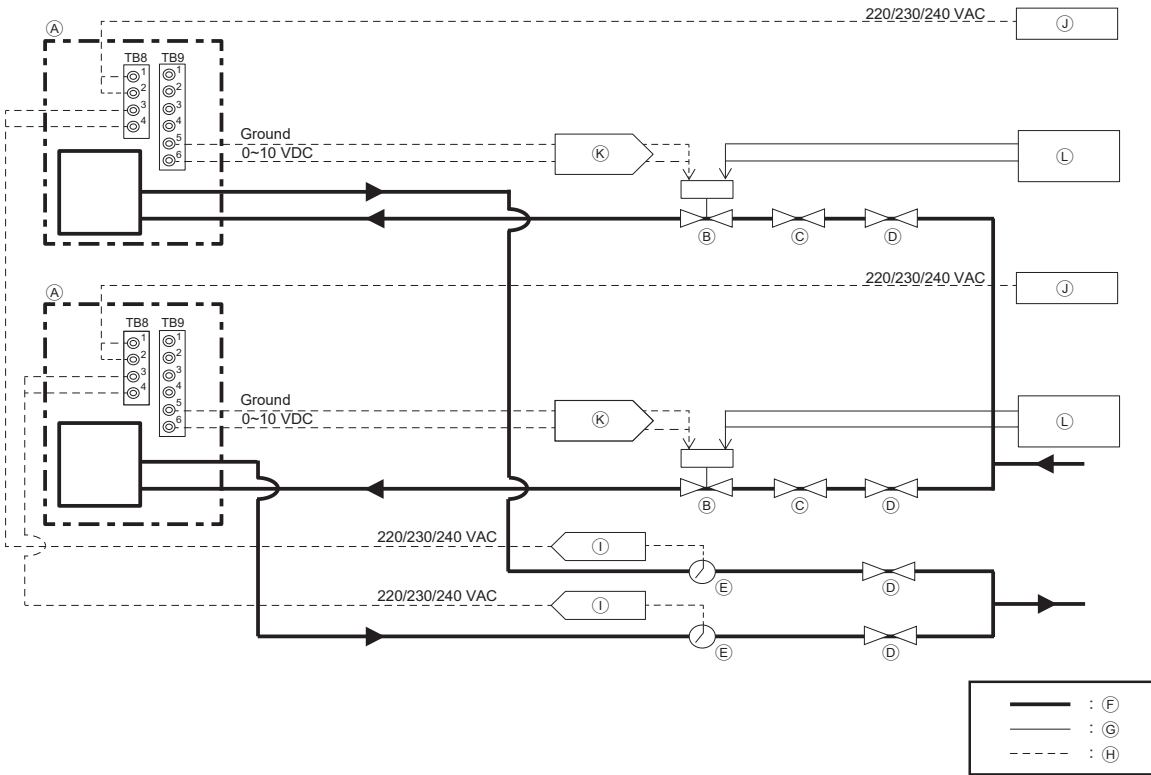 220/230/240 VAC
Ⓙ
Ⓐ
TB8 TB9
1 1
2 2
3 3
4 4
5
6
Ground
0~10 VDC
Ⓚ
Ⓛ
Ⓑ Ⓒ Ⓓ
220/230/240 VAC
Ⓙ
Ⓐ
TB8 TB9
1 1
2 2
3 3
4 4
5
6
Ground
0~10 VDC
Ⓚ
Ⓛ
Ⓑ Ⓒ Ⓓ
220/230/240 VAC
Ⓘ
Ⓔ Ⓓ
220/230/240 VAC
Ⓘ
Ⓔ Ⓓ
: Ⓕ
: Ⓖ
: Ⓗ